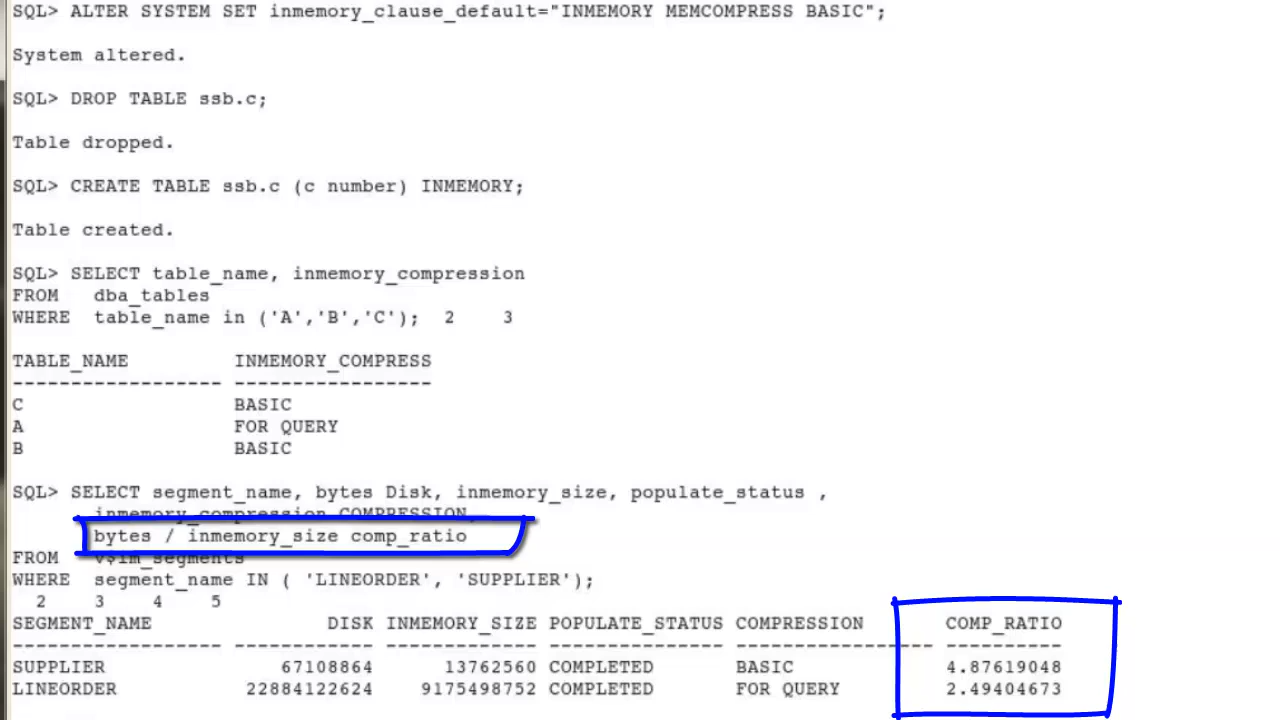 SQL> ALTER SYSTEM SET inmemory_clause_default="INMEMORY MEMCOMPRESS BASIC";
System altered.
SQL> DROP TABLE ssb.c;
Table dropped.
SQL> CREATE TABLE ssb.c (c number) INMEMORY;
Table created.
SQL> SELECT table_name, inmemory_compression
FROM dba_tables
WHERE table_name in ('A','B','C'); 2 3
TABLE_NAME INMEMORY_COMPRESS
------------------ -----------------
C BASIC
A FOR QUERY
B BASIC
SQL> SELECT segment_name, bytes Disk, inmemory_size, populate_status ,
inmemory_compression COMPRESSION,
bytes / inmemory_size comp_ratio
FROM v$im_segments
WHERE segment_name IN ( 'LINEORDER', 'SUPPLIER');
2 3 4 5
SEGMENT_NAME DISK INMEMORY_SIZE POPULATE_STATUS COMPRESSION COMP_RATIO
------------------ ------------ ------------- --------------- ----------------- ----------
SUPPLIER 67108864 13762560 COMPLETED BASIC 4.87619048
LINEORDER 22884122624 9175498752 COMPLETED FOR QUERY 2.49404673